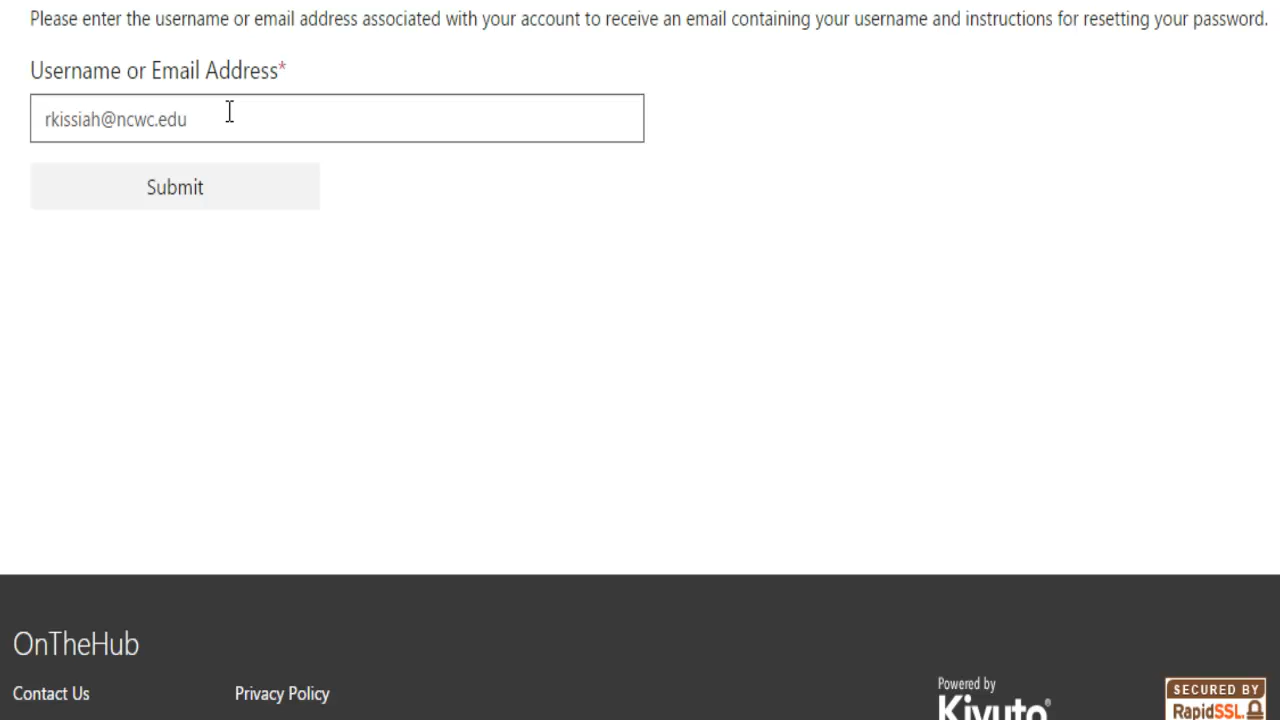 Please enter the username or email address associated with your account to receive an email containing your username and instructions for resetting your password.
Username or Email Address*
rkissiah@ncwc.edu
Submit
OnTheHub
Contact Us Privacy Policy
Powered by
Kivuto®
SECURED BY
RapidSSL.